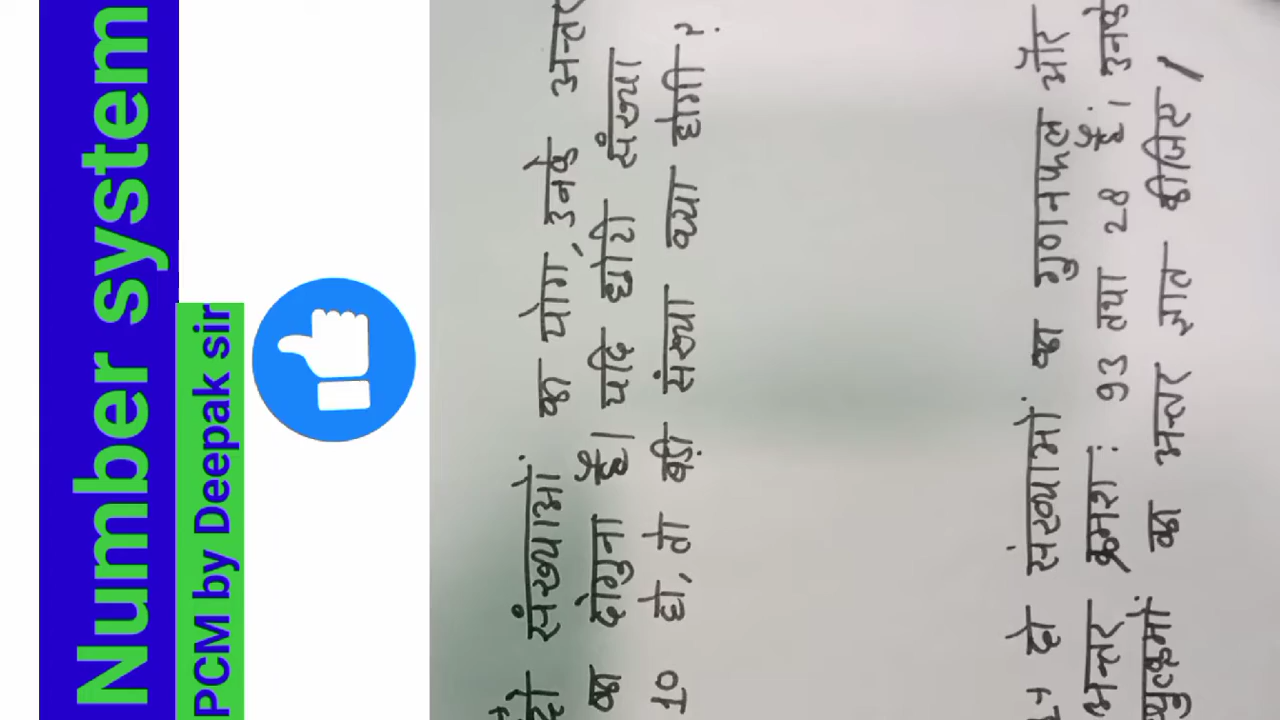 Number system
PCM by Deepak sir
दो संख्याओं का योग, उनके अन्तर
का दोगुना है। यदि छोटी संख्या
10 हो, तो बड़ी संख्या क्या होगी?
दो संख्याओं का गुणनफल और
अन्तर क्रमश: 93 तथा 28 हैं। उनके
व्युत्क्रमों का अन्तर ज्ञात कीजिए /